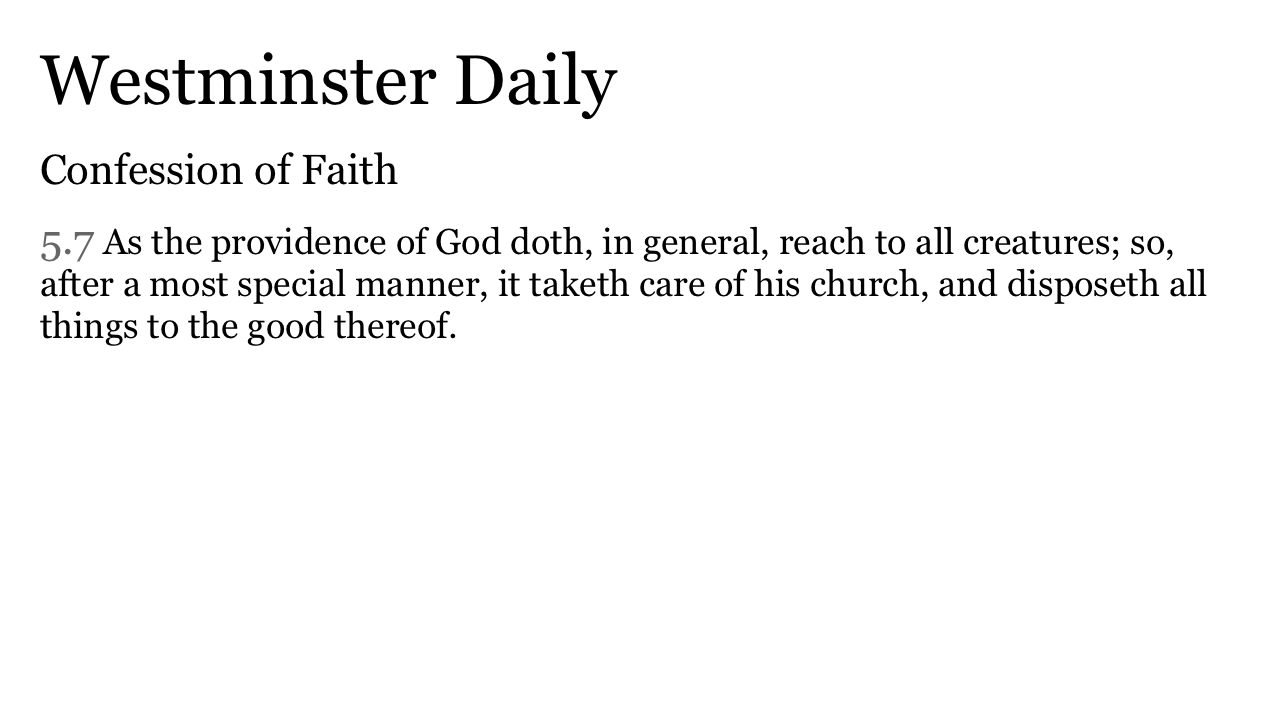 Westminster Daily
Confession of Faith
5.7 As the providence of God doth, in general, reach to all creatures; so,
after a most special manner, it taketh care of his church, and disposeth all
things to the good thereof.